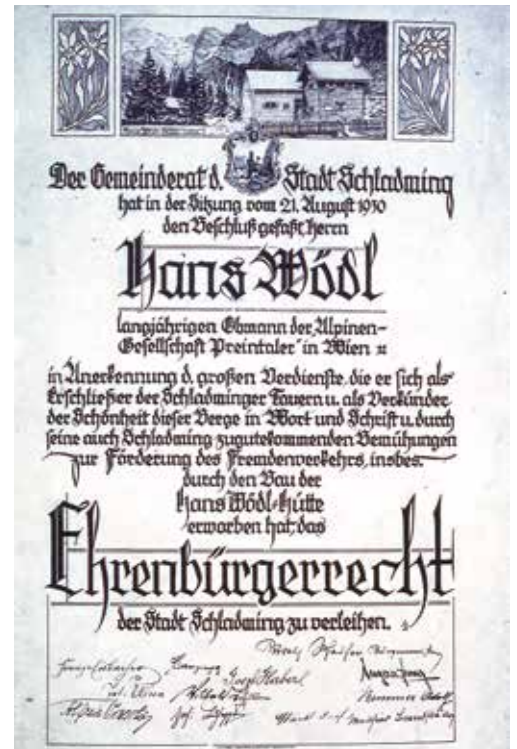 Der Gemeinderat d. Stadt Schladming
hat in der Sitzung vom 21. August 1930
den Beschluß gefaßt, Herrn
Hans Wödl
langjährigen Obmann der „Alpinen-
Gesellschaft Preintaler" in Wien
in Anerkennung d. großen Verdienste, die er sich als
Erschließer der Schladminger Tauern u. als Verkünder
der Schönheit dieser Berge in Wort und Schrift u. durch
seine auch Schladming zugutekommenden Bemühungen
zur Förderung des Fremdenverkehrs, insbes.
durch den Bau der
Hans Wödl-Hütte
erworben hat, das
Ehrenbürgerrecht
der Stadt Schladming zu verleihen.